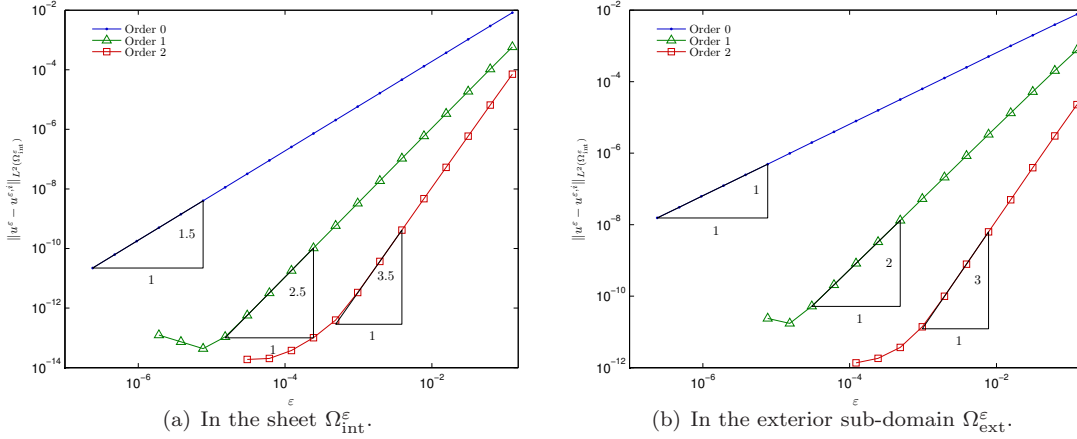 10^−2
10^−4
10^−6
10^−8
10^−10
10^−12
10^−14
‖u^ε − u^{ε,i}‖_{L²(Ω^ε_int)}
Order 0
Order 1
Order 2
1.5
1
2.5
1
3.5
1
10^−6
10^−4
10^−2
ε
(a) In the sheet Ω^ε_int.
10^−2
10^−4
10^−6
10^−8
10^−10
10^−12
‖u^ε − u^{ε,i}‖_{L²(Ω^ε_int)}
Order 0
Order 1
Order 2
1
1
2
1
3
1
10^−6
10^−4
10^−2
ε
(b) In the exterior sub-domain Ω^ε_ext.